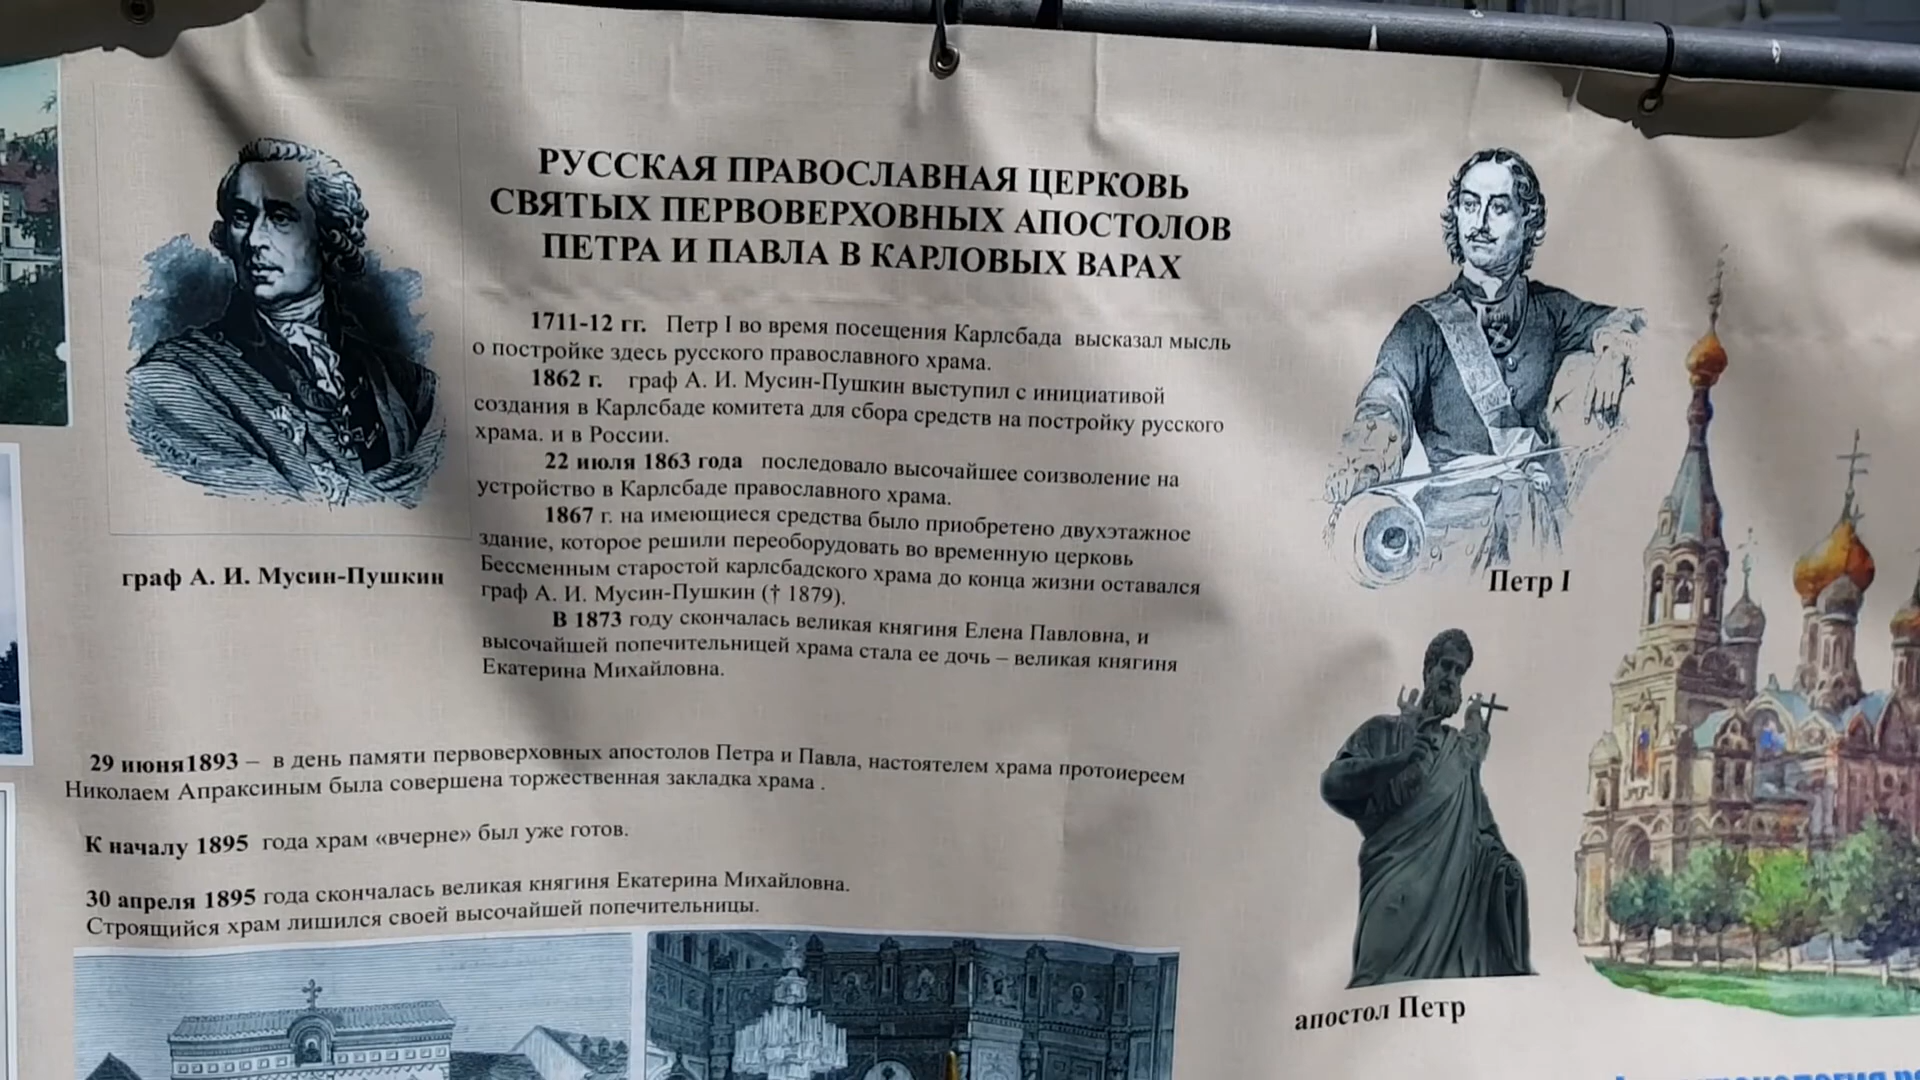 РУССКАЯ ПРАВОСЛАВНАЯ ЦЕРКОВЬ
СВЯТЫХ ПЕРВОВЕРХОВНЫХ АПОСТОЛОВ
ПЕТРА И ПАВЛА В КАРЛОВЫХ ВАРАХ
1711-12 гг. Петр I во время посещения Карлсбада высказал мысль
о постройке здесь русского православного храма.
1862 г. граф А. И. Мусин-Пушкин выступил с инициативой
создания в Карлсбаде комитета для сбора средств на постройку русского
храма. и в России.
22 июля 1863 года последовало высочайшее соизволение на
устройство в Карлсбаде православного храма.
1867 г. на имеющиеся средства было приобретено двухэтажное
здание, которое решили переоборудовать во временную церковь
Бессменным старостой карлсбадского храма до конца жизни оставался
граф А. И. Мусин-Пушкин († 1879).
В 1873 году скончалась великая княгиня Елена Павловна, и
высочайшей попечительницей храма стала ее дочь – великая княгиня
Екатерина Михайловна.
граф А. И. Мусин-Пушкин
Петр I
29 июня1893 – в день памяти первоверховных апостолов Петра и Павла, настоятелем храма протоиереем
Николаем Апраксиным была совершена торжественная закладка храма .
К началу 1895 года храм «вчерне» был уже готов.
30 апреля 1895 года скончалась великая княгиня Екатерина Михайловна.
Строящийся храм лишился своей высочайшей попечительницы.
апостол Петр